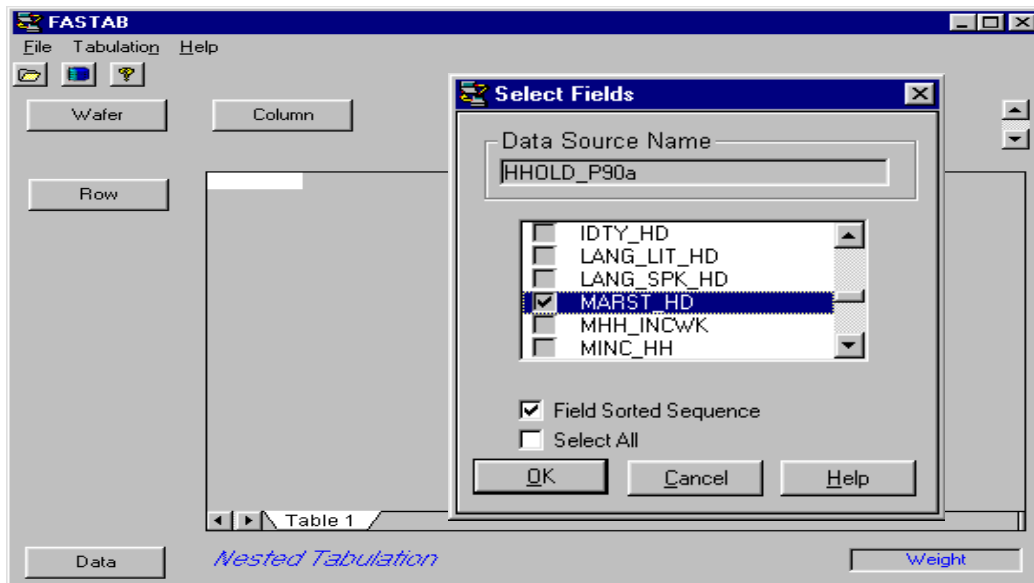 FASTAB
File Tabulation Help
Wafer
Column
Row
Select Fields
Data Source Name
HHOLD_P90a
IDTY_HD
LANG_LIT_HD
LANG_SPK_HD
MARST_HD
MHH_INCWK
MINC_HH
Field Sorted Sequence
Select All
OK Cancel Help
Table 1
Data
Nested Tabulation
Weight